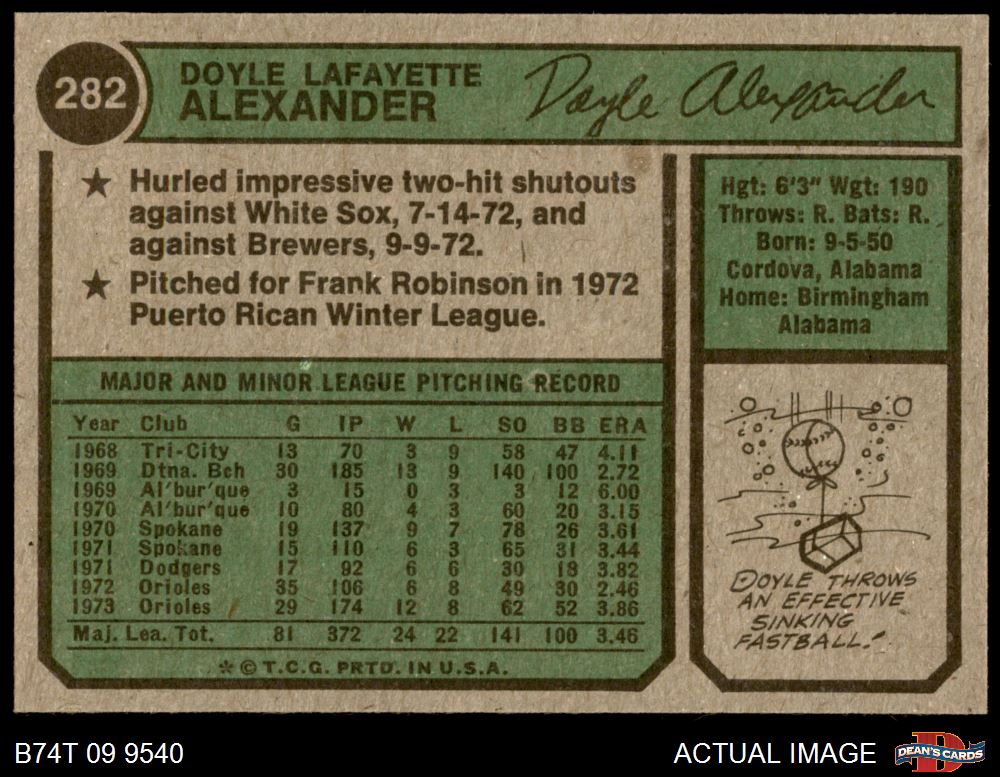 282
DOYLE LAFAYETTE
ALEXANDER
Doyle Alexander
★ Hurled impressive two-hit shutouts
against White Sox, 7-14-72, and
against Brewers, 9-9-72.
★ Pitched for Frank Robinson in 1972
Puerto Rican Winter League.
Hgt: 6'3" Wgt: 190
Throws: R. Bats: R.
Born: 9-5-50
Cordova, Alabama
Home: Birmingham
Alabama
MAJOR AND MINOR LEAGUE PITCHING RECORD
Year Club G IP W L SO BB ERA
1968 Tri-City 13 70 3 9 58 47 4.11
1969 Dtna. Bch 30 185 13 9 140 100 2.72
1969 Al'bur'que 3 15 0 3 3 12 6.00
1970 Al'bur'que 10 80 4 3 60 20 3.15
1970 Spokane 19 137 9 7 78 26 3.61
1971 Spokane 15 110 6 3 65 31 3.44
1971 Dodgers 17 92 6 6 30 18 3.82
1972 Orioles 35 106 6 8 49 30 2.46
1973 Orioles 29 174 12 8 62 52 3.86
Maj. Lea. Tot. 81 372 24 22 141 100 3.46
* © T.C.G. PRTD. IN U.S.A.
DOYLE THROWS
AN EFFECTIVE
SINKING
FASTBALL!
B74T 09 9540
ACTUAL IMAGE
DEAN'S CARDS